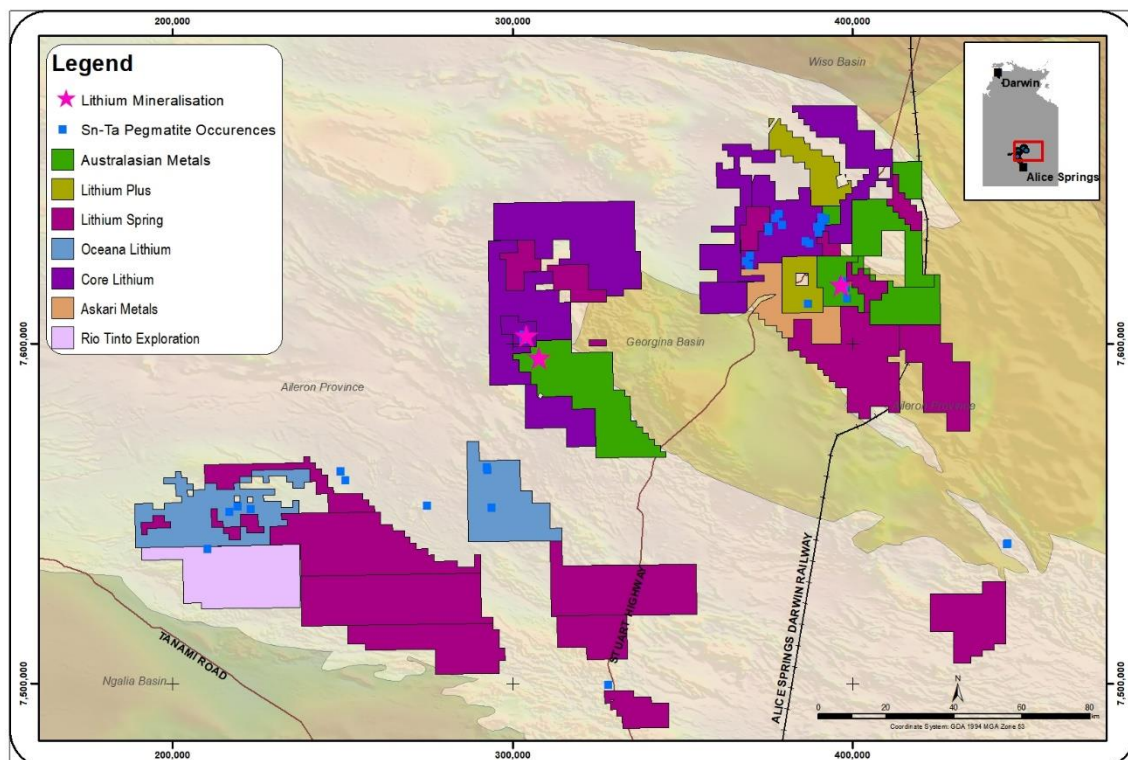 200,000
300,000
400,000
Legend
Lithium Mineralisation
Sn-Ta Pegmatite Occurences
Australasian Metals
Lithium Plus
Lithium Spring
Oceana Lithium
Core Lithium
Askari Metals
Rio Tinto Exploration
Wiso Basin
Darwin
Alice Springs
7,600,000
7,600,000
Georgina Basin
Aileron Province
Aileron Province
STUART HIGHWAY
ALICE SPRINGS DARWIN RAILWAY
TANAMI ROAD
Ngalia Basin
7,500,000
7,500,000
N
0 20 40 60 80
km
Coordinate System: GDA 1994 MGA Zone 53
200,000
300,000
400,000